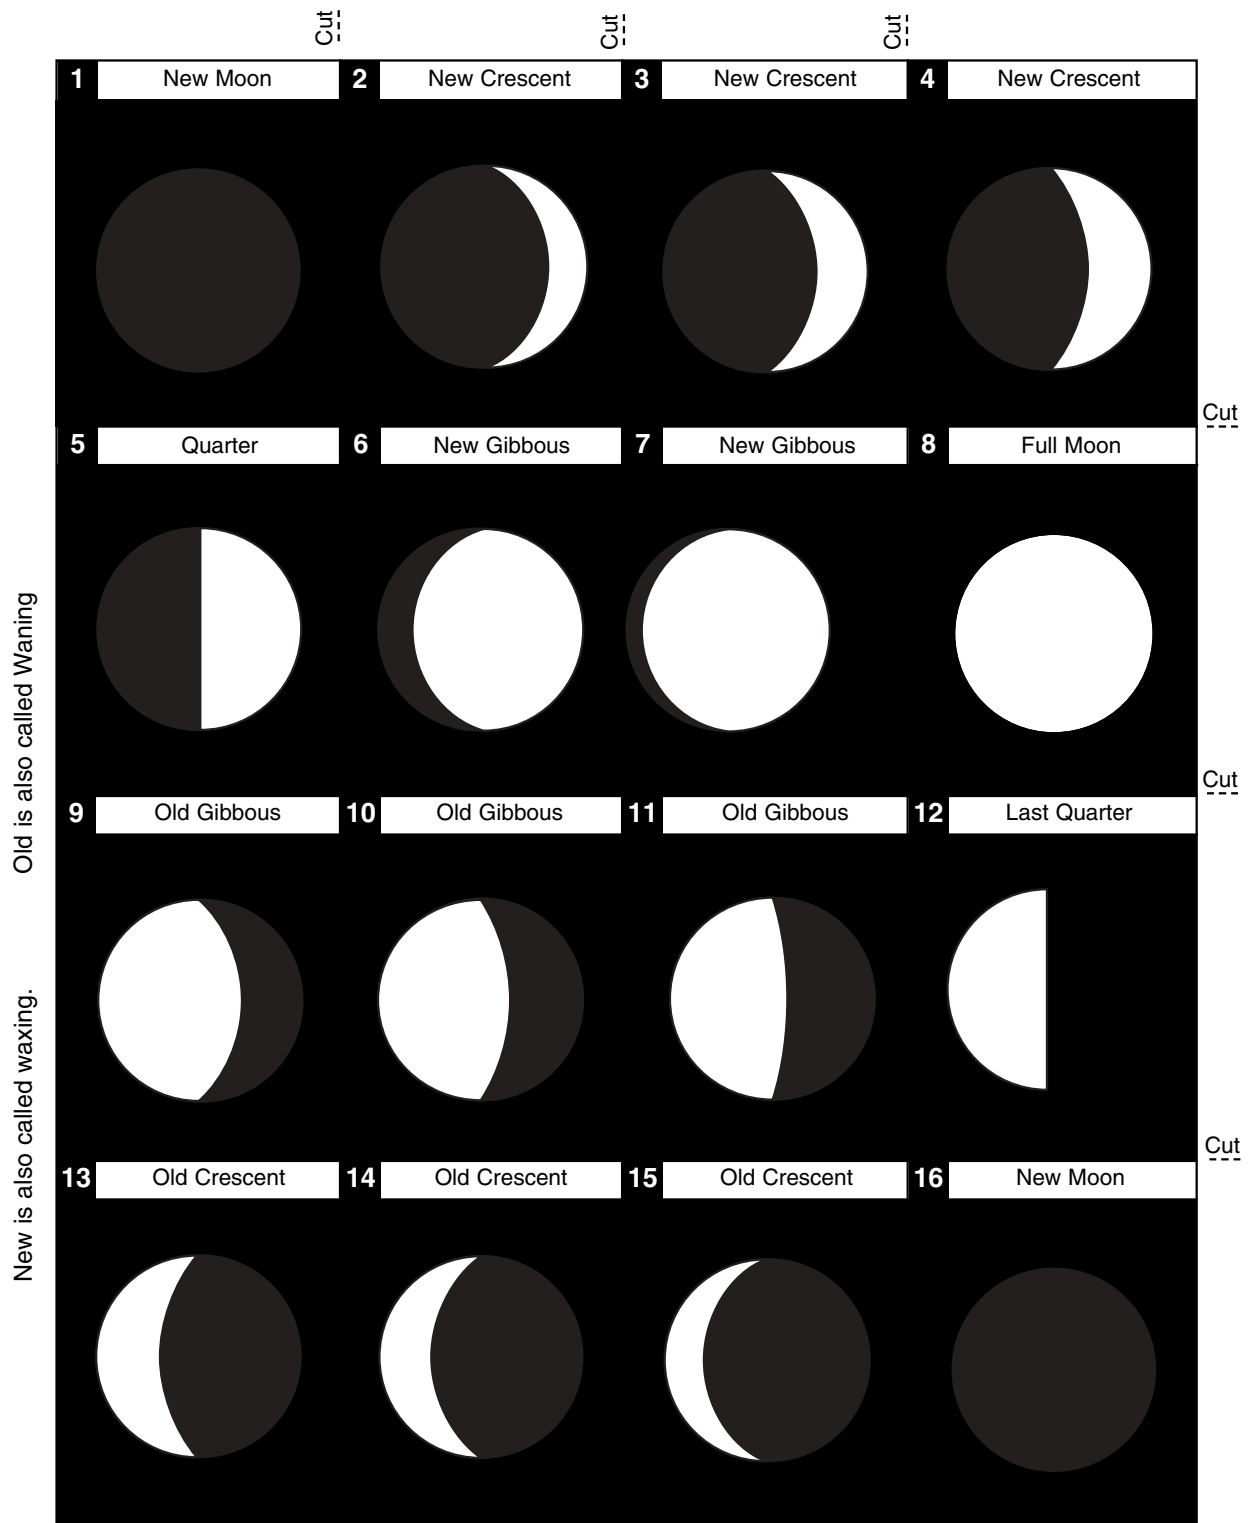 Cut Cut Cut
1 New Moon 2 New Crescent 3 New Crescent 4 New Crescent
Cut
5 Quarter 6 New Gibbous 7 New Gibbous 8 Full Moon
Cut
9 Old Gibbous 10 Old Gibbous 11 Old Gibbous 12 Last Quarter
Cut
13 Old Crescent 14 Old Crescent 15 Old Crescent 16 New Moon
New is also called waxing. Old is also called Waning